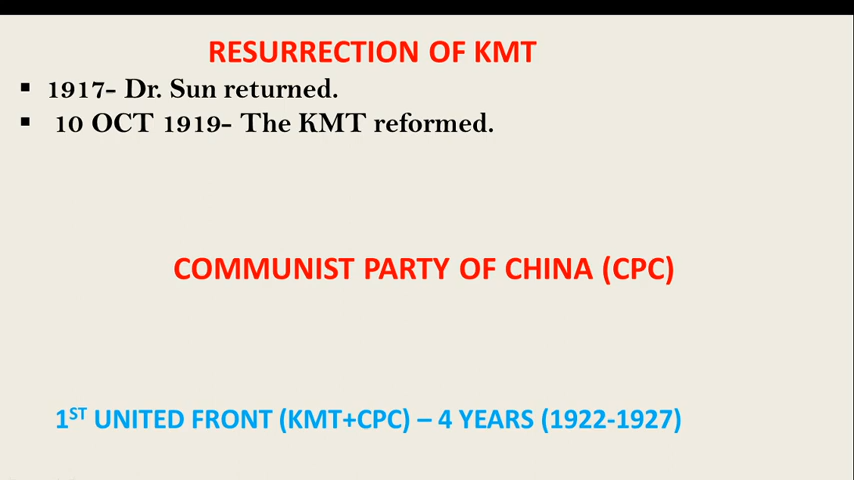 RESURRECTION OF KMT
▪ 1917- Dr. Sun returned.
▪ 10 OCT 1919- The KMT reformed.
COMMUNIST PARTY OF CHINA (CPC)
1ST UNITED FRONT (KMT+CPC) – 4 YEARS (1922-1927)